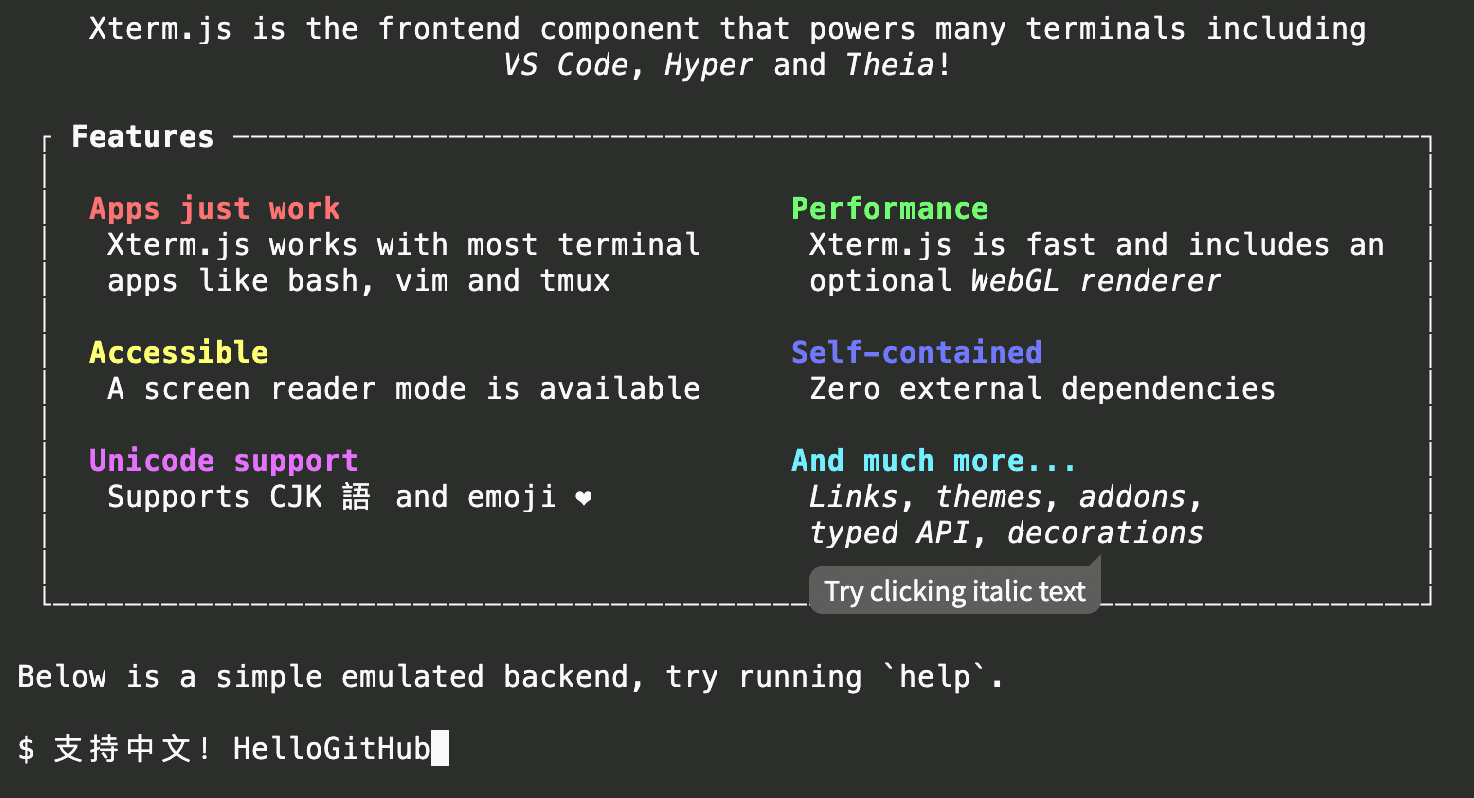 Xterm.js is the frontend component that powers many terminals including
VS Code, Hyper and Theia!
Features
Apps just work
Xterm.js works with most terminal
apps like bash, vim and tmux
Performance
Xterm.js is fast and includes an
optional WebGL renderer
Accessible
A screen reader mode is available
Self-contained
Zero external dependencies
Unicode support
Supports CJK 語 and emoji ❤
And much more...
Links, themes, addons,
typed API, decorations
Try clicking italic text
Below is a simple emulated backend, try running `help`.
$ 支持中文! HelloGitHub